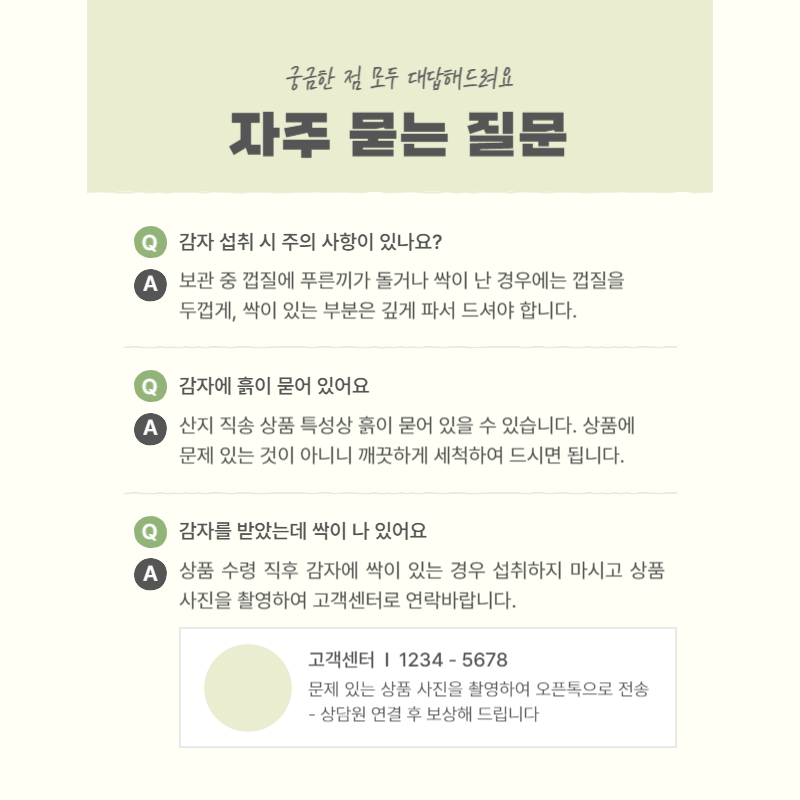 궁금한 점 모두 대답해드려요
자주 묻는 질문
Q 감자 섭취 시 주의 사항이 있나요?
A 보관 중 껍질에 푸른끼가 돌거나 싹이 난 경우에는 껍질을
두껍게, 싹이 있는 부분은 깊게 파서 드셔야 합니다.
Q 감자에 흙이 묻어 있어요
A 산지 직송 상품 특성상 흙이 묻어 있을 수 있습니다. 상품에
문제 있는 것이 아니니 깨끗하게 세척하여 드시면 됩니다.
Q 감자를 받았는데 싹이 나 있어요
A 상품 수령 직후 감자에 싹이 있는 경우 섭취하지 마시고 상품
사진을 촬영하여 고객센터로 연락바랍니다.
고객센터 l 1234 - 5678
문제 있는 상품 사진을 촬영하여 오픈톡으로 전송
- 상담원 연결 후 보상해 드립니다